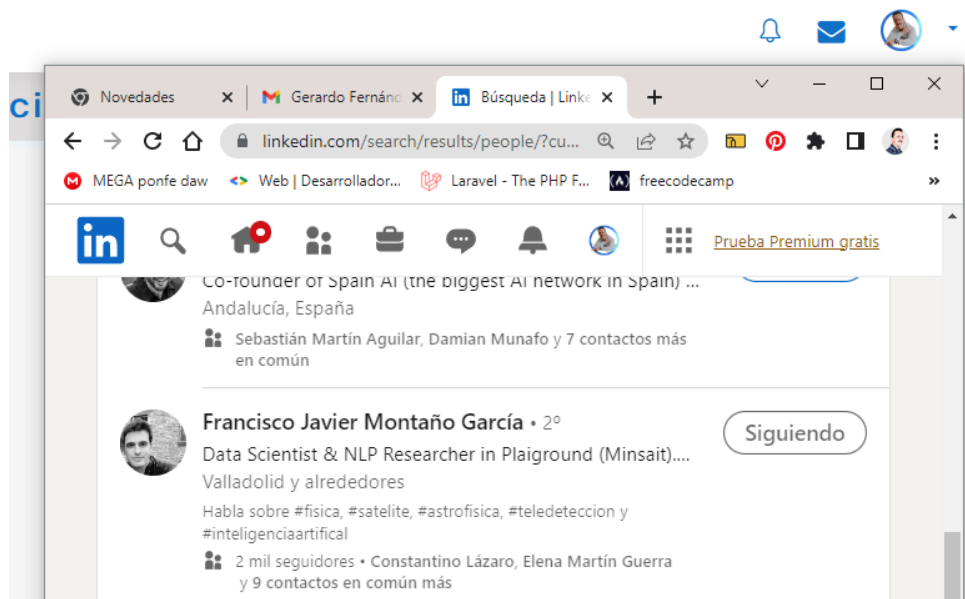 ci
Novedades
Gerardo Fernánd
Búsqueda | Linke
linkedin.com/search/results/people/?cu...
MEGA ponfe daw
Web | Desarrollador...
Laravel - The PHP F...
freecodecamp
in
Prueba Premium gratis
Co-founder of Spain AI (the biggest AI network in Spain) ...
Andalucía, España
Sebastián Martín Aguilar, Damian Munafo y 7 contactos más
en común
Francisco Javier Montaño García • 2º
Siguiendo
Data Scientist & NLP Researcher in Plaiground (Minsait)....
Valladolid y alrededores
Habla sobre #fisica, #satelite, #astrofisica, #teledeteccion y
#inteligenciaartifical
2 mil seguidores • Constantino Lázaro, Elena Martín Guerra
y 9 contactos en común más